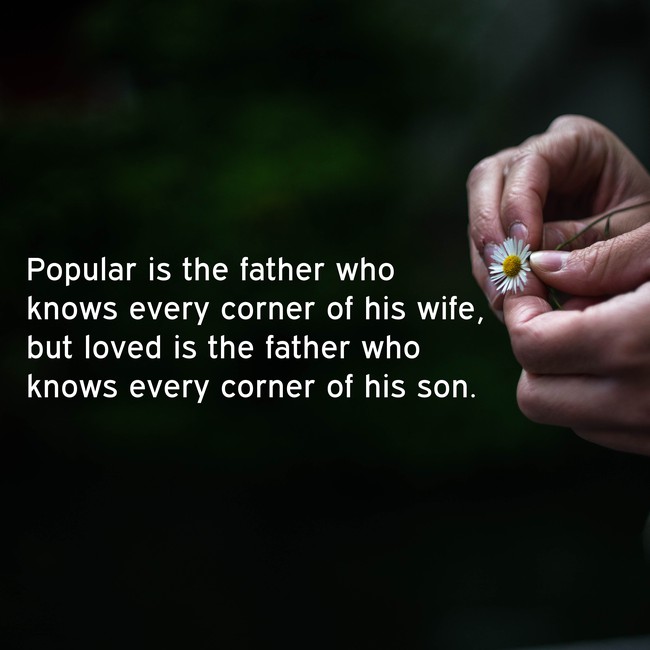 Popular is the father who
knows every corner of his wife,
but loved is the father who
knows every corner of his son.